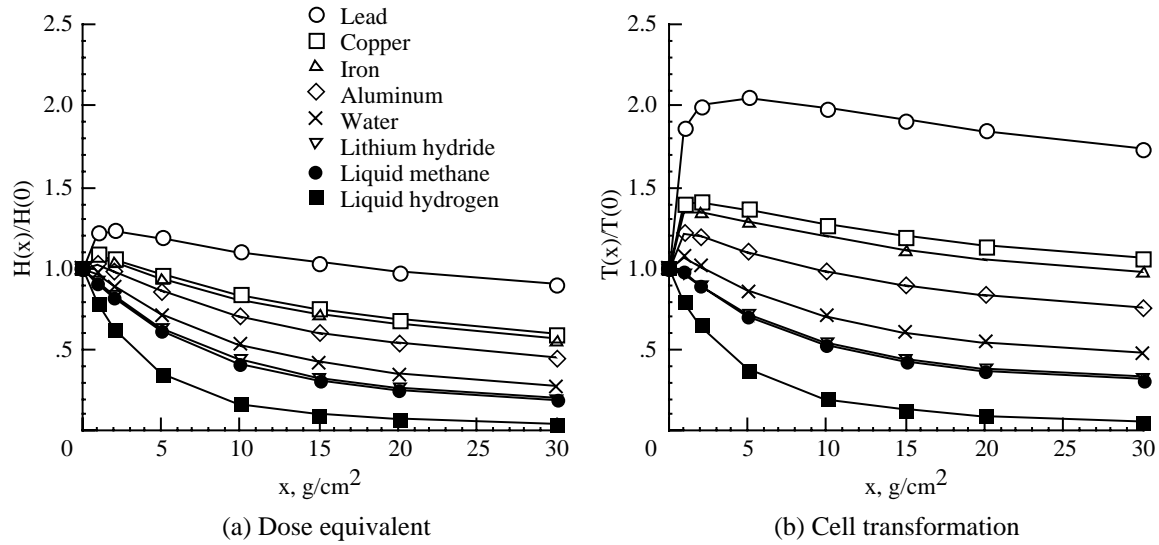 2.5
2.0
1.5
1.0
.5
0
5
10
15
20
25
30
H(x)/H(0)
x, g/cm²
Lead
Copper
Iron
Aluminum
Water
Lithium hydride
Liquid methane
Liquid hydrogen
(a) Dose equivalent
2.5
2.0
1.5
1.0
.5
0
5
10
15
20
25
30
T(x)/T(0)
x, g/cm²
(b) Cell transformation